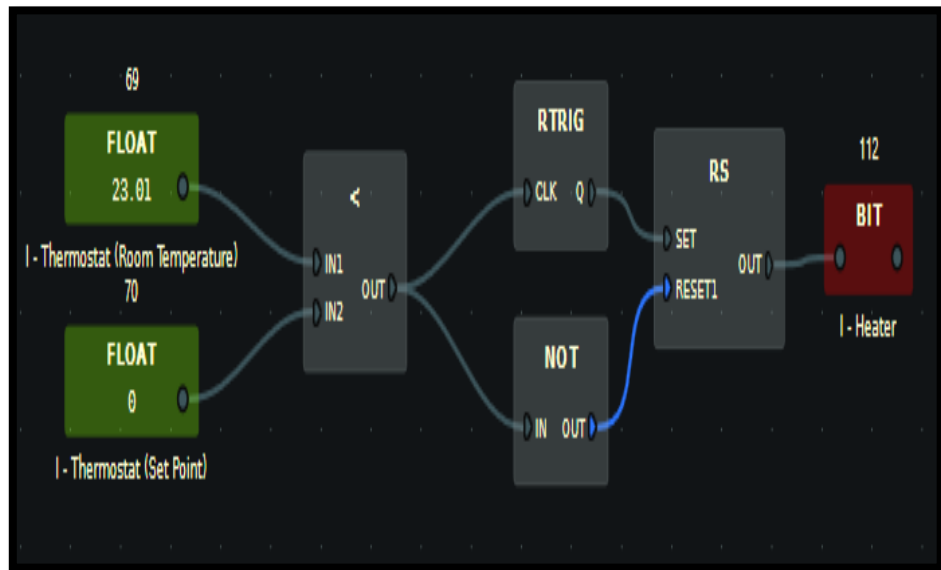 69
FLOAT
23.01
I - Thermostat (Room Temperature)
70
FLOAT
0
I - Thermostat (Set Point)
<
IN1
OUT
IN2
RTRIG
CLK Q
NOT
IN OUT
RS
SET
OUT
RESET1
112
BIT
I - Heater